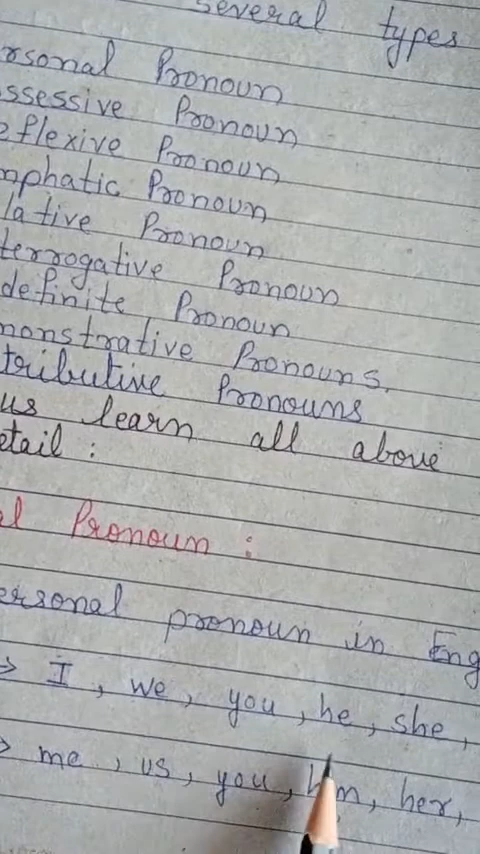 several types
rsonal Pronoun
ssessive Pronoun
eflexive Pronoun
mphatic Pronoun
lative Pronoun
terrogative Pronoun
definite Pronoun
monstrative Pronouns.
tributive Pronouns
us learn all above
etail :
al Pronoun :
ersonal pronoun in Eng
→ I, we, you, he, she,
→ me, us, you, him, her,